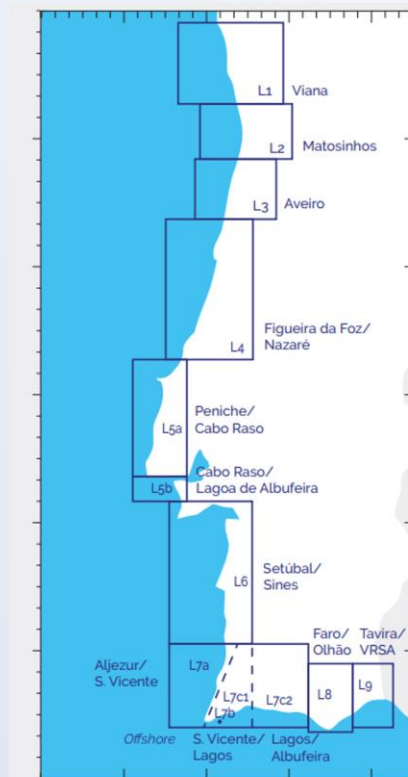 L1
Viana
L2
Matosinhos
L3
Aveiro
L4
Figueira da Foz/
Nazaré
L5a
Peniche/
Cabo Raso
L5b
Cabo Raso/
Lagoa de Albufeira
L6
Setúbal/
Sines
Aljezur/
S. Vicente
L7a
Faro/
Olhão
Tavira/
VRSA
L7c1
L7c2
L7b
L8
L9
Offshore
S. Vicente/
Lagos
Lagos/
Albufeira